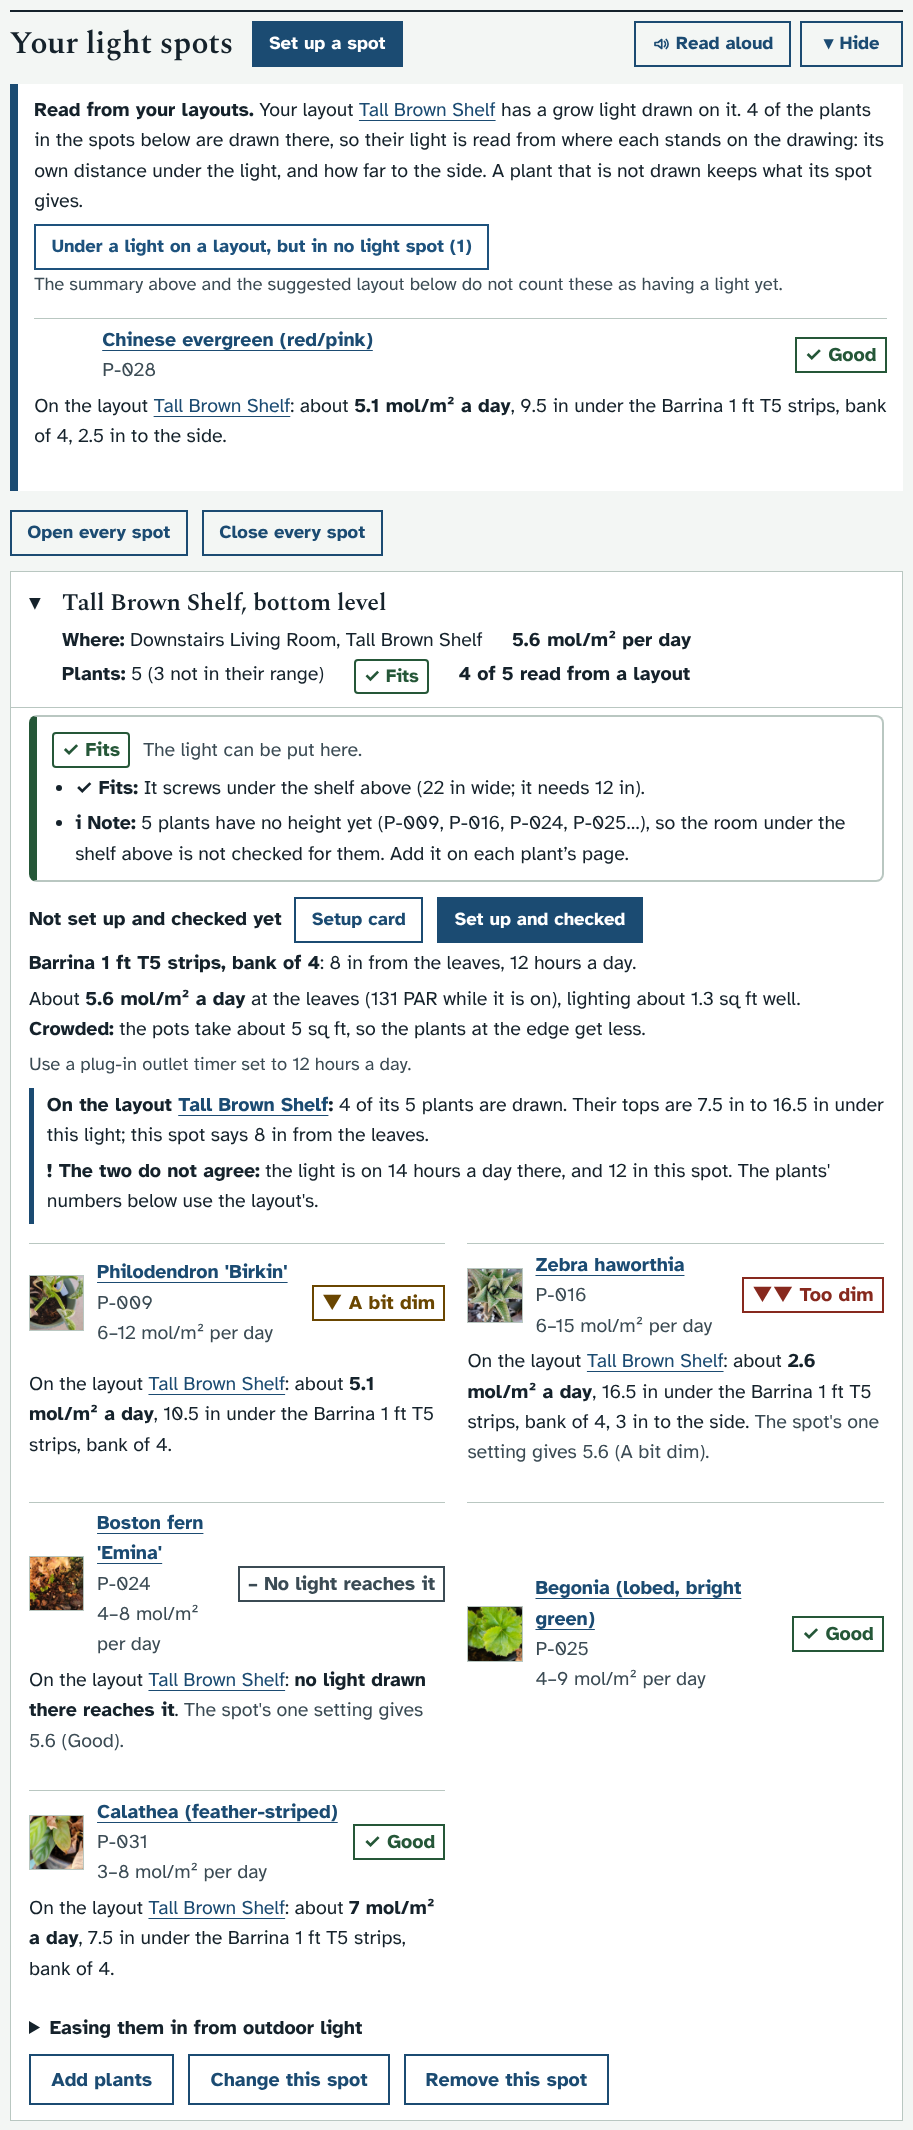 Your light spots
Set up a spot
Read aloud
▼ Hide
Read from your layouts. Your layout Tall Brown Shelf has a grow light drawn on it. 4 of the plants
in the spots below are drawn there, so their light is read from where each stands on the drawing: its
own distance under the light, and how far to the side. A plant that is not drawn keeps what its spot
gives.
Under a light on a layout, but in no light spot (1)
The summary above and the suggested layout below do not count these as having a light yet.
Chinese evergreen (red/pink)
P-028
✓ Good
On the layout Tall Brown Shelf: about 5.1 mol/m² a day, 9.5 in under the Barrina 1 ft T5 strips, bank
of 4, 2.5 in to the side.
Open every spot
Close every spot
▼ Tall Brown Shelf, bottom level
Where: Downstairs Living Room, Tall Brown Shelf 5.6 mol/m² per day
Plants: 5 (3 not in their range) ✓ Fits 4 of 5 read from a layout
✓ Fits The light can be put here.
• ✓ Fits: It screws under the shelf above (22 in wide; it needs 12 in).
• i Note: 5 plants have no height yet (P-009, P-016, P-024, P-025…), so the room under the
shelf above is not checked for them. Add it on each plant’s page.
Not set up and checked yet
Setup card
Set up and checked
Barrina 1 ft T5 strips, bank of 4: 8 in from the leaves, 12 hours a day.
About 5.6 mol/m² a day at the leaves (131 PAR while it is on), lighting about 1.3 sq ft well.
Crowded: the pots take about 5 sq ft, so the plants at the edge get less.
Use a plug-in outlet timer set to 12 hours a day.
On the layout Tall Brown Shelf: 4 of its 5 plants are drawn. Their tops are 7.5 in to 16.5 in under
this light; this spot says 8 in from the leaves.
! The two do not agree: the light is on 14 hours a day there, and 12 in this spot. The plants'
numbers below use the layout's.
Philodendron 'Birkin'
P-009
6–12 mol/m² per day
▼ A bit dim
On the layout Tall Brown Shelf: about 5.1
mol/m² a day, 10.5 in under the Barrina 1 ft T5
strips, bank of 4.
Zebra haworthia
P-016
6–15 mol/m² per day
▼▼ Too dim
On the layout Tall Brown Shelf: about 2.6
mol/m² a day, 16.5 in under the Barrina 1 ft T5
strips, bank of 4, 3 in to the side. The spot's one
setting gives 5.6 (A bit dim).
Boston fern
'Emina'
P-024
4–8 mol/m²
per day
– No light reaches it
On the layout Tall Brown Shelf: no light drawn
there reaches it. The spot's one setting gives
5.6 (Good).
Begonia (lobed, bright
green)
P-025
4–9 mol/m² per day
✓ Good
Calathea (feather-striped)
P-031
3–8 mol/m² per day
✓ Good
On the layout Tall Brown Shelf: about 7 mol/m²
a day, 7.5 in under the Barrina 1 ft T5 strips,
bank of 4.
▶ Easing them in from outdoor light
Add plants
Change this spot
Remove this spot